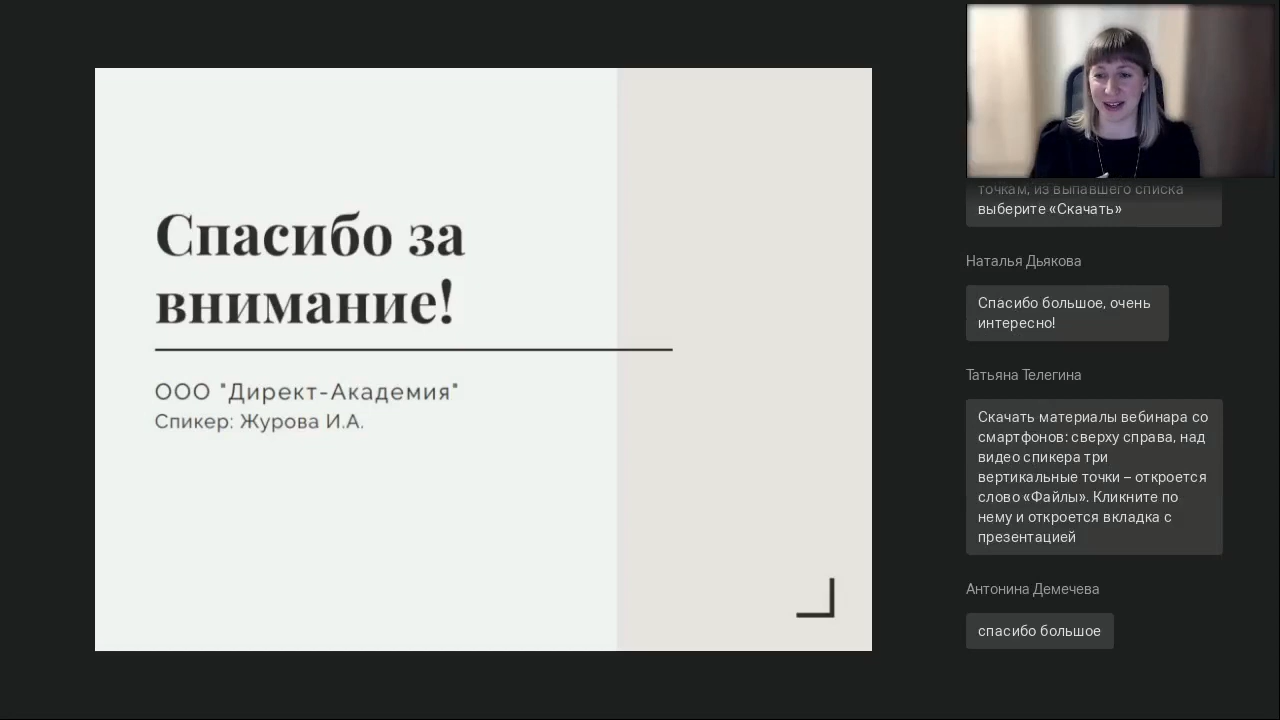 Спасибо за
внимание!
ООО "Директ-Академия"
Спикер: Журова И.А.
точкам, из выпавшего списка
выберите «Скачать»
Наталья Дьякова
Спасибо большое, очень
интересно!
Татьяна Телегина
Скачать материалы вебинара со
смартфонов: сверху справа, над
видео спикера три
вертикальные точки – откроется
слово «Файлы». Кликните по
нему и откроется вкладка с
презентацией
Антонина Демечева
спасибо большое